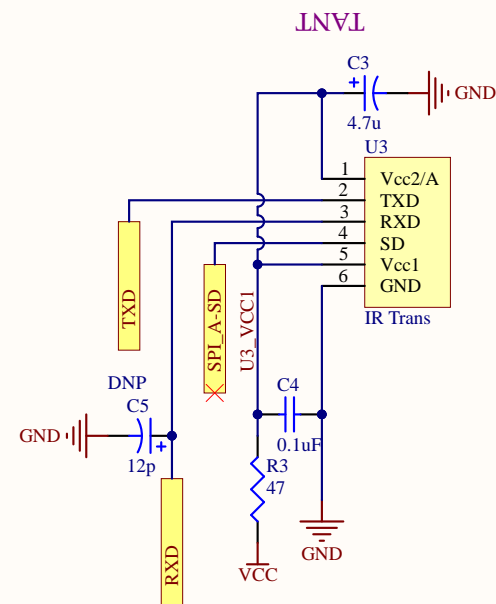 TANT
C3
+
GND
4.7u
U3
1 Vcc2/A
2 TXD
3 RXD
4 SD
5 Vcc1
6 GND
IR Trans
TXD
SPI_A-SD
U3_VCC1
DNP
C5
GND
+
12p
C4
0.1uF
R3
47
RXD
GND
VCC